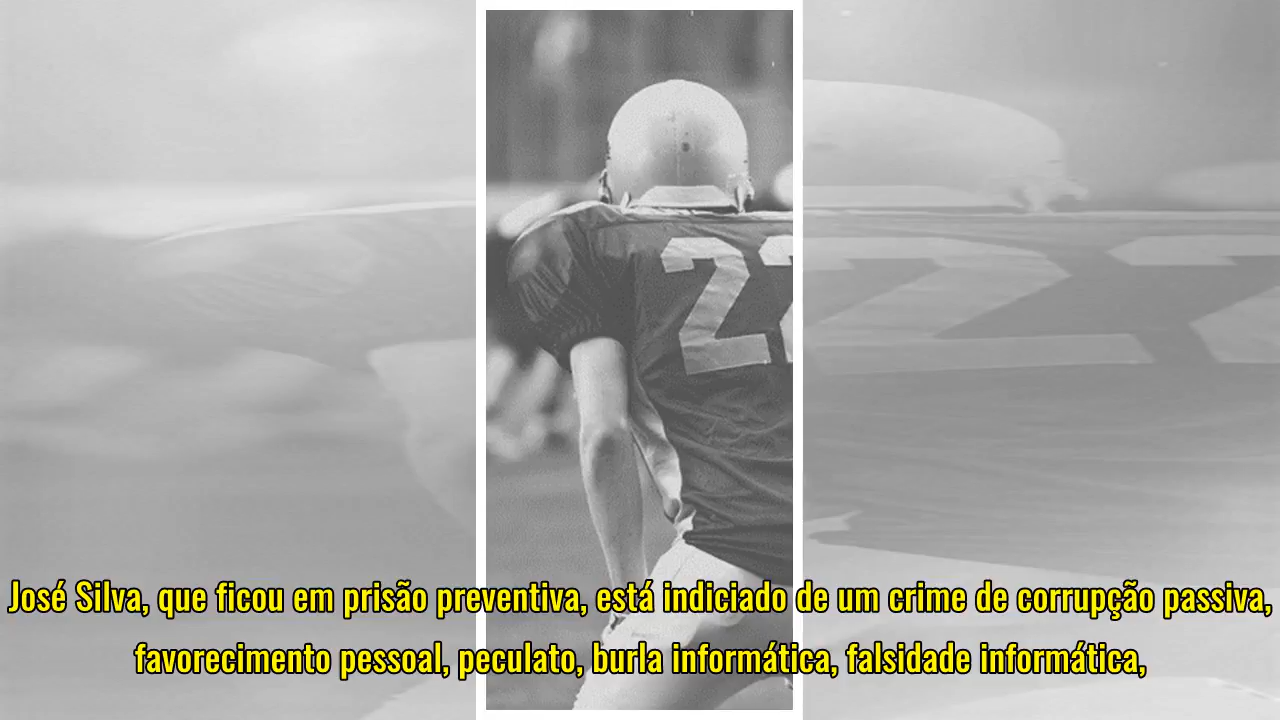 22
José Silva, que ficou em prisão preventiva, está indiciado de um crime de corrupção passiva,
favorecimento pessoal, peculato, burla informática, falsidade informática,